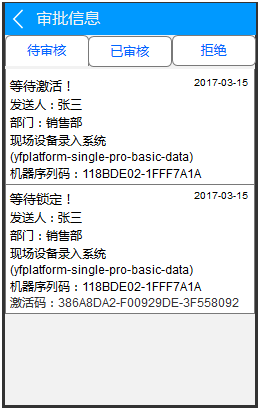 审批信息
待审核 已审核 拒绝
等待激活！ 2017-03-15
发送人：张三
部门：销售部
现场设备录入系统
(yfplatform-single-pro-basic-data)
机器序列码：118BDE02-1FFF7A1A
等待锁定！ 2017-03-15
发送人：张三
部门：销售部
现场设备录入系统
(yfplatform-single-pro-basic-data)
机器序列码：118BDE02-1FFF7A1A
激活码：386A8DA2-F00929DE-3F558092